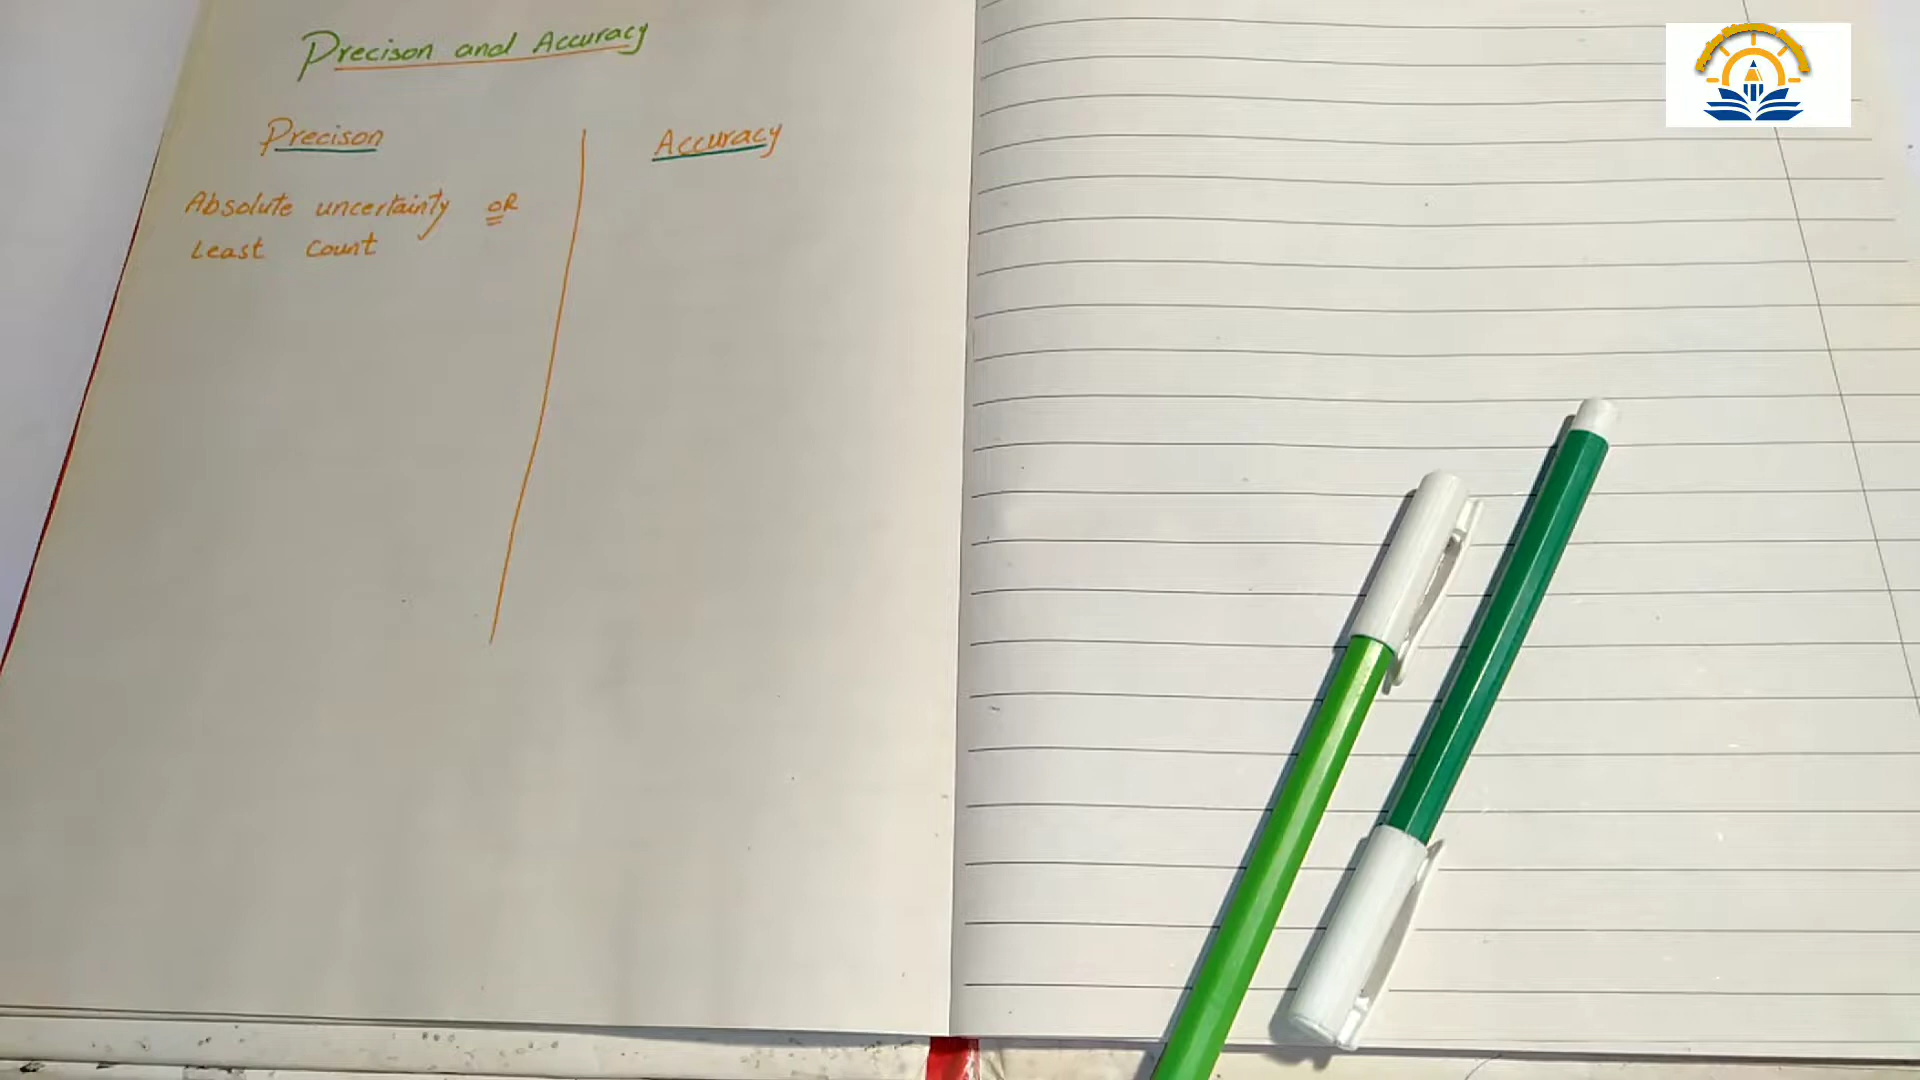 Precison and Accuracy
Precison
Accuracy
Absolute uncertainty OR
Least Count